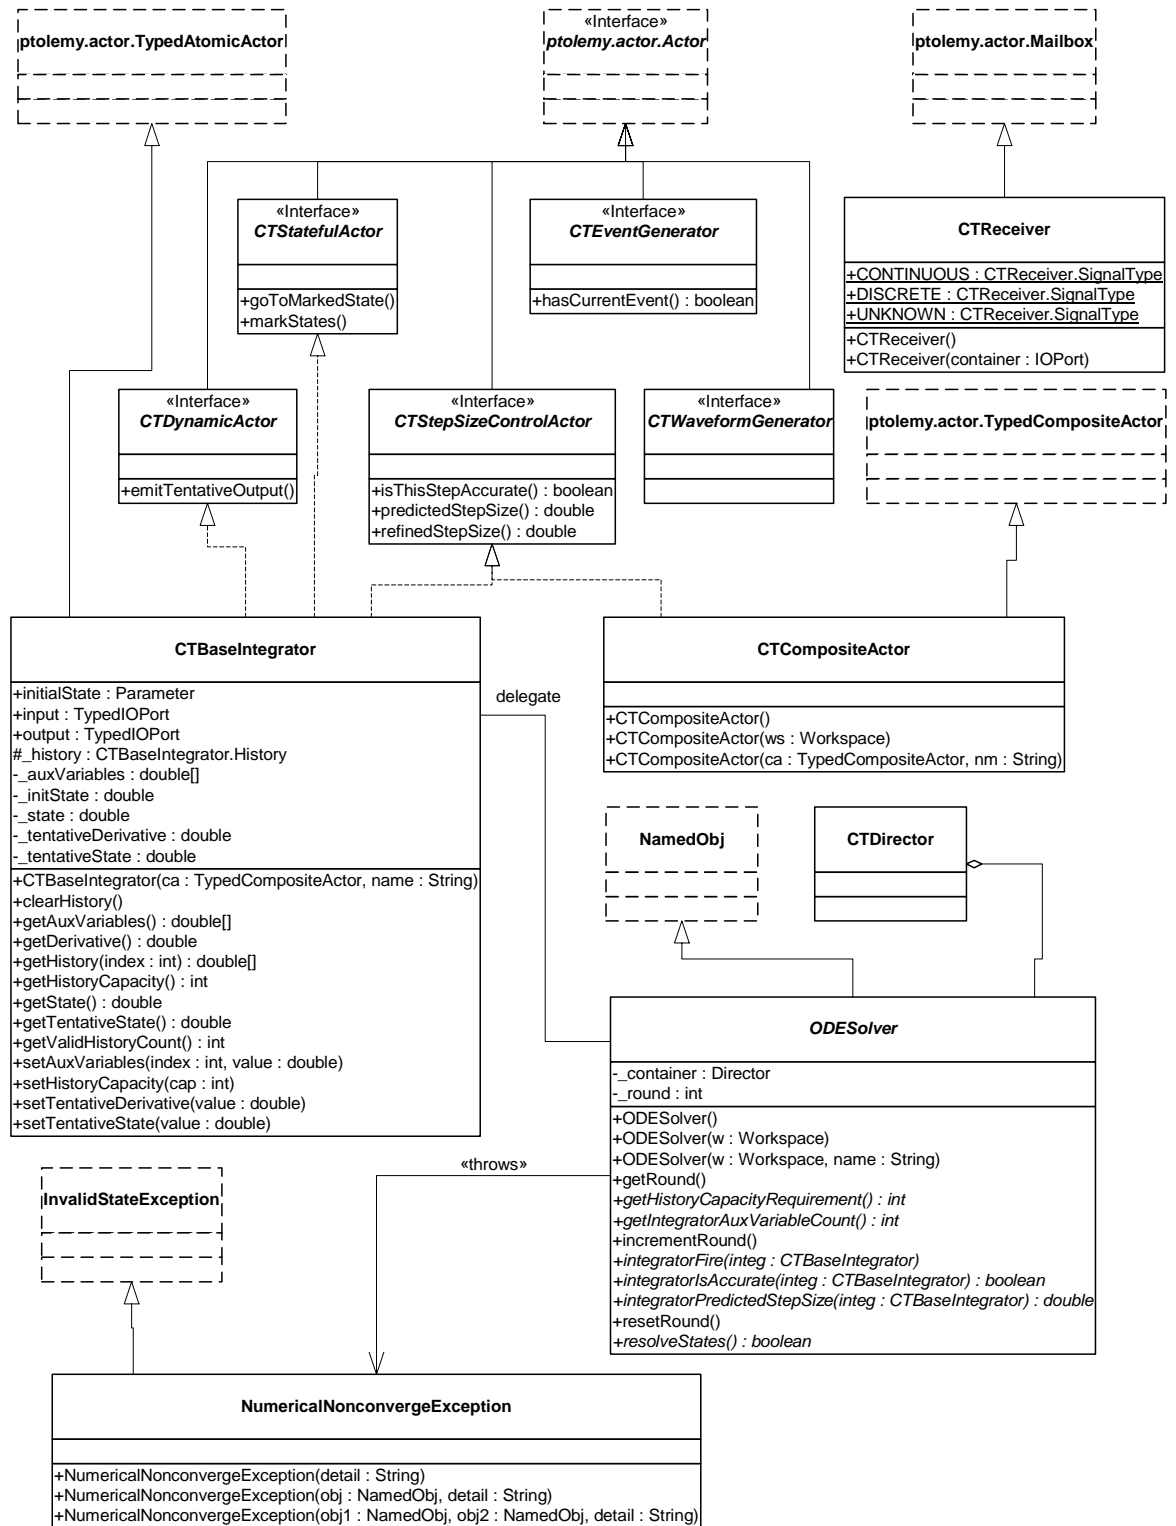 ptolemy.actor.TypedAtomicActor
«Interface»
ptolemy.actor.Actor
ptolemy.actor.Mailbox
«Interface»
CTStatefulActor
+goToMarkedState()
+markStates()
«Interface»
CTEventGenerator
+hasCurrentEvent() : boolean
CTReceiver
+CONTINUOUS : CTReceiver.SignalType
+DISCRETE : CTReceiver.SignalType
+UNKNOWN : CTReceiver.SignalType
+CTReceiver()
+CTReceiver(container : IOPort)
«Interface»
CTDynamicActor
+emitTentativeOutput()
«Interface»
CTStepSizeControlActor
+isThisStepAccurate() : boolean
+predictedStepSize() : double
+refinedStepSize() : double
«Interface»
CTWaveformGenerator
ptolemy.actor.TypedCompositeActor
CTBaseIntegrator
+initialState : Parameter
+input : TypedIOPort
+output : TypedIOPort
#_history : CTBaseIntegrator.History
-_auxVariables : double[]
-_initState : double
-_state : double
-_tentativeDerivative : double
-_tentativeState : double
+CTBaseIntegrator(ca : TypedCompositeActor, name : String)
+clearHistory()
+getAuxVariables() : double[]
+getDerivative() : double
+getHistory(index : int) : double[]
+getHistoryCapacity() : int
+getState() : double
+getTentativeState() : double
+getValidHistoryCount() : int
+setAuxVariables(index : int, value : double)
+setHistoryCapacity(cap : int)
+setTentativeDerivative(value : double)
+setTentativeState(value : double)
delegate
CTCompositeActor
+CTCompositeActor()
+CTCompositeActor(ws : Workspace)
+CTCompositeActor(ca : TypedCompositeActor, nm : String)
NamedObj
CTDirector
ODESolver
-_container : Director
-_round : int
+ODESolver()
+ODESolver(w : Workspace)
+ODESolver(w : Workspace, name : String)
+getRound()
+getHistoryCapacityRequirement() : int
+getIntegratorAuxVariableCount() : int
+incrementRound()
+integratorFire(integ : CTBaseIntegrator)
+integratorIsAccurate(integ : CTBaseIntegrator) : boolean
+integratorPredictedStepSize(integ : CTBaseIntegrator) : double
+resetRound()
+resolveStates() : boolean
«throws»
InvalidStateException
NumericalNonconvergeException
+NumericalNonconvergeException(detail : String)
+NumericalNonconvergeException(obj : NamedObj, detail : String)
+NumericalNonconvergeException(obj1 : NamedObj, obj2 : NamedObj, detail : String)